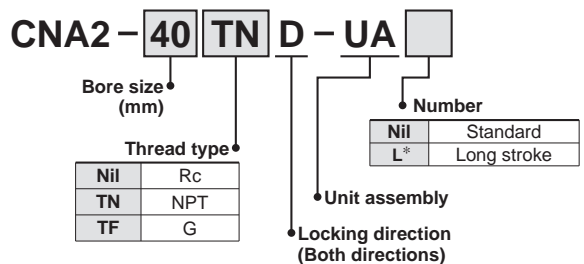 CNA2 - 40 TN D - UA
Bore size
(mm)
Number
Nil Standard
L* Long stroke
Thread type
Nil Rc
TN NPT
TF G
Unit assembly
Locking direction
(Both directions)